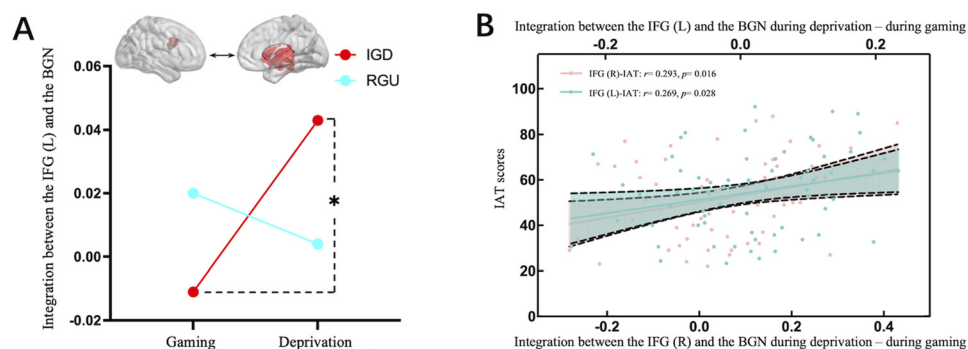 A
IGD
RGU
Integration between the IFG (L) and the BGN
0.06
0.04
0.02
0.00
-0.02
*
Gaming
Deprivation
B
Integration between the IFG (L) and the BGN during deprivation – during gaming
-0.2
0.0
0.2
IFG (R)-IAT: r= 0.293, p= 0.016
IFG (L)-IAT: r= 0.269, p= 0.028
IAT scores
100
80
60
40
20
0
-0.2
0.0
0.2
0.4
Integration between the IFG (R) and the BGN during deprivation – during gaming